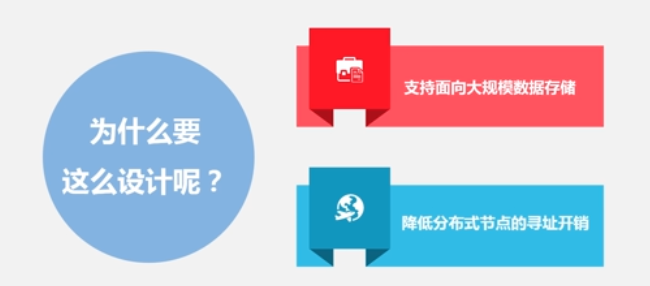 为什么要
这么设计呢？
支持面向大规模数据存储
降低分布式节点的寻址开销